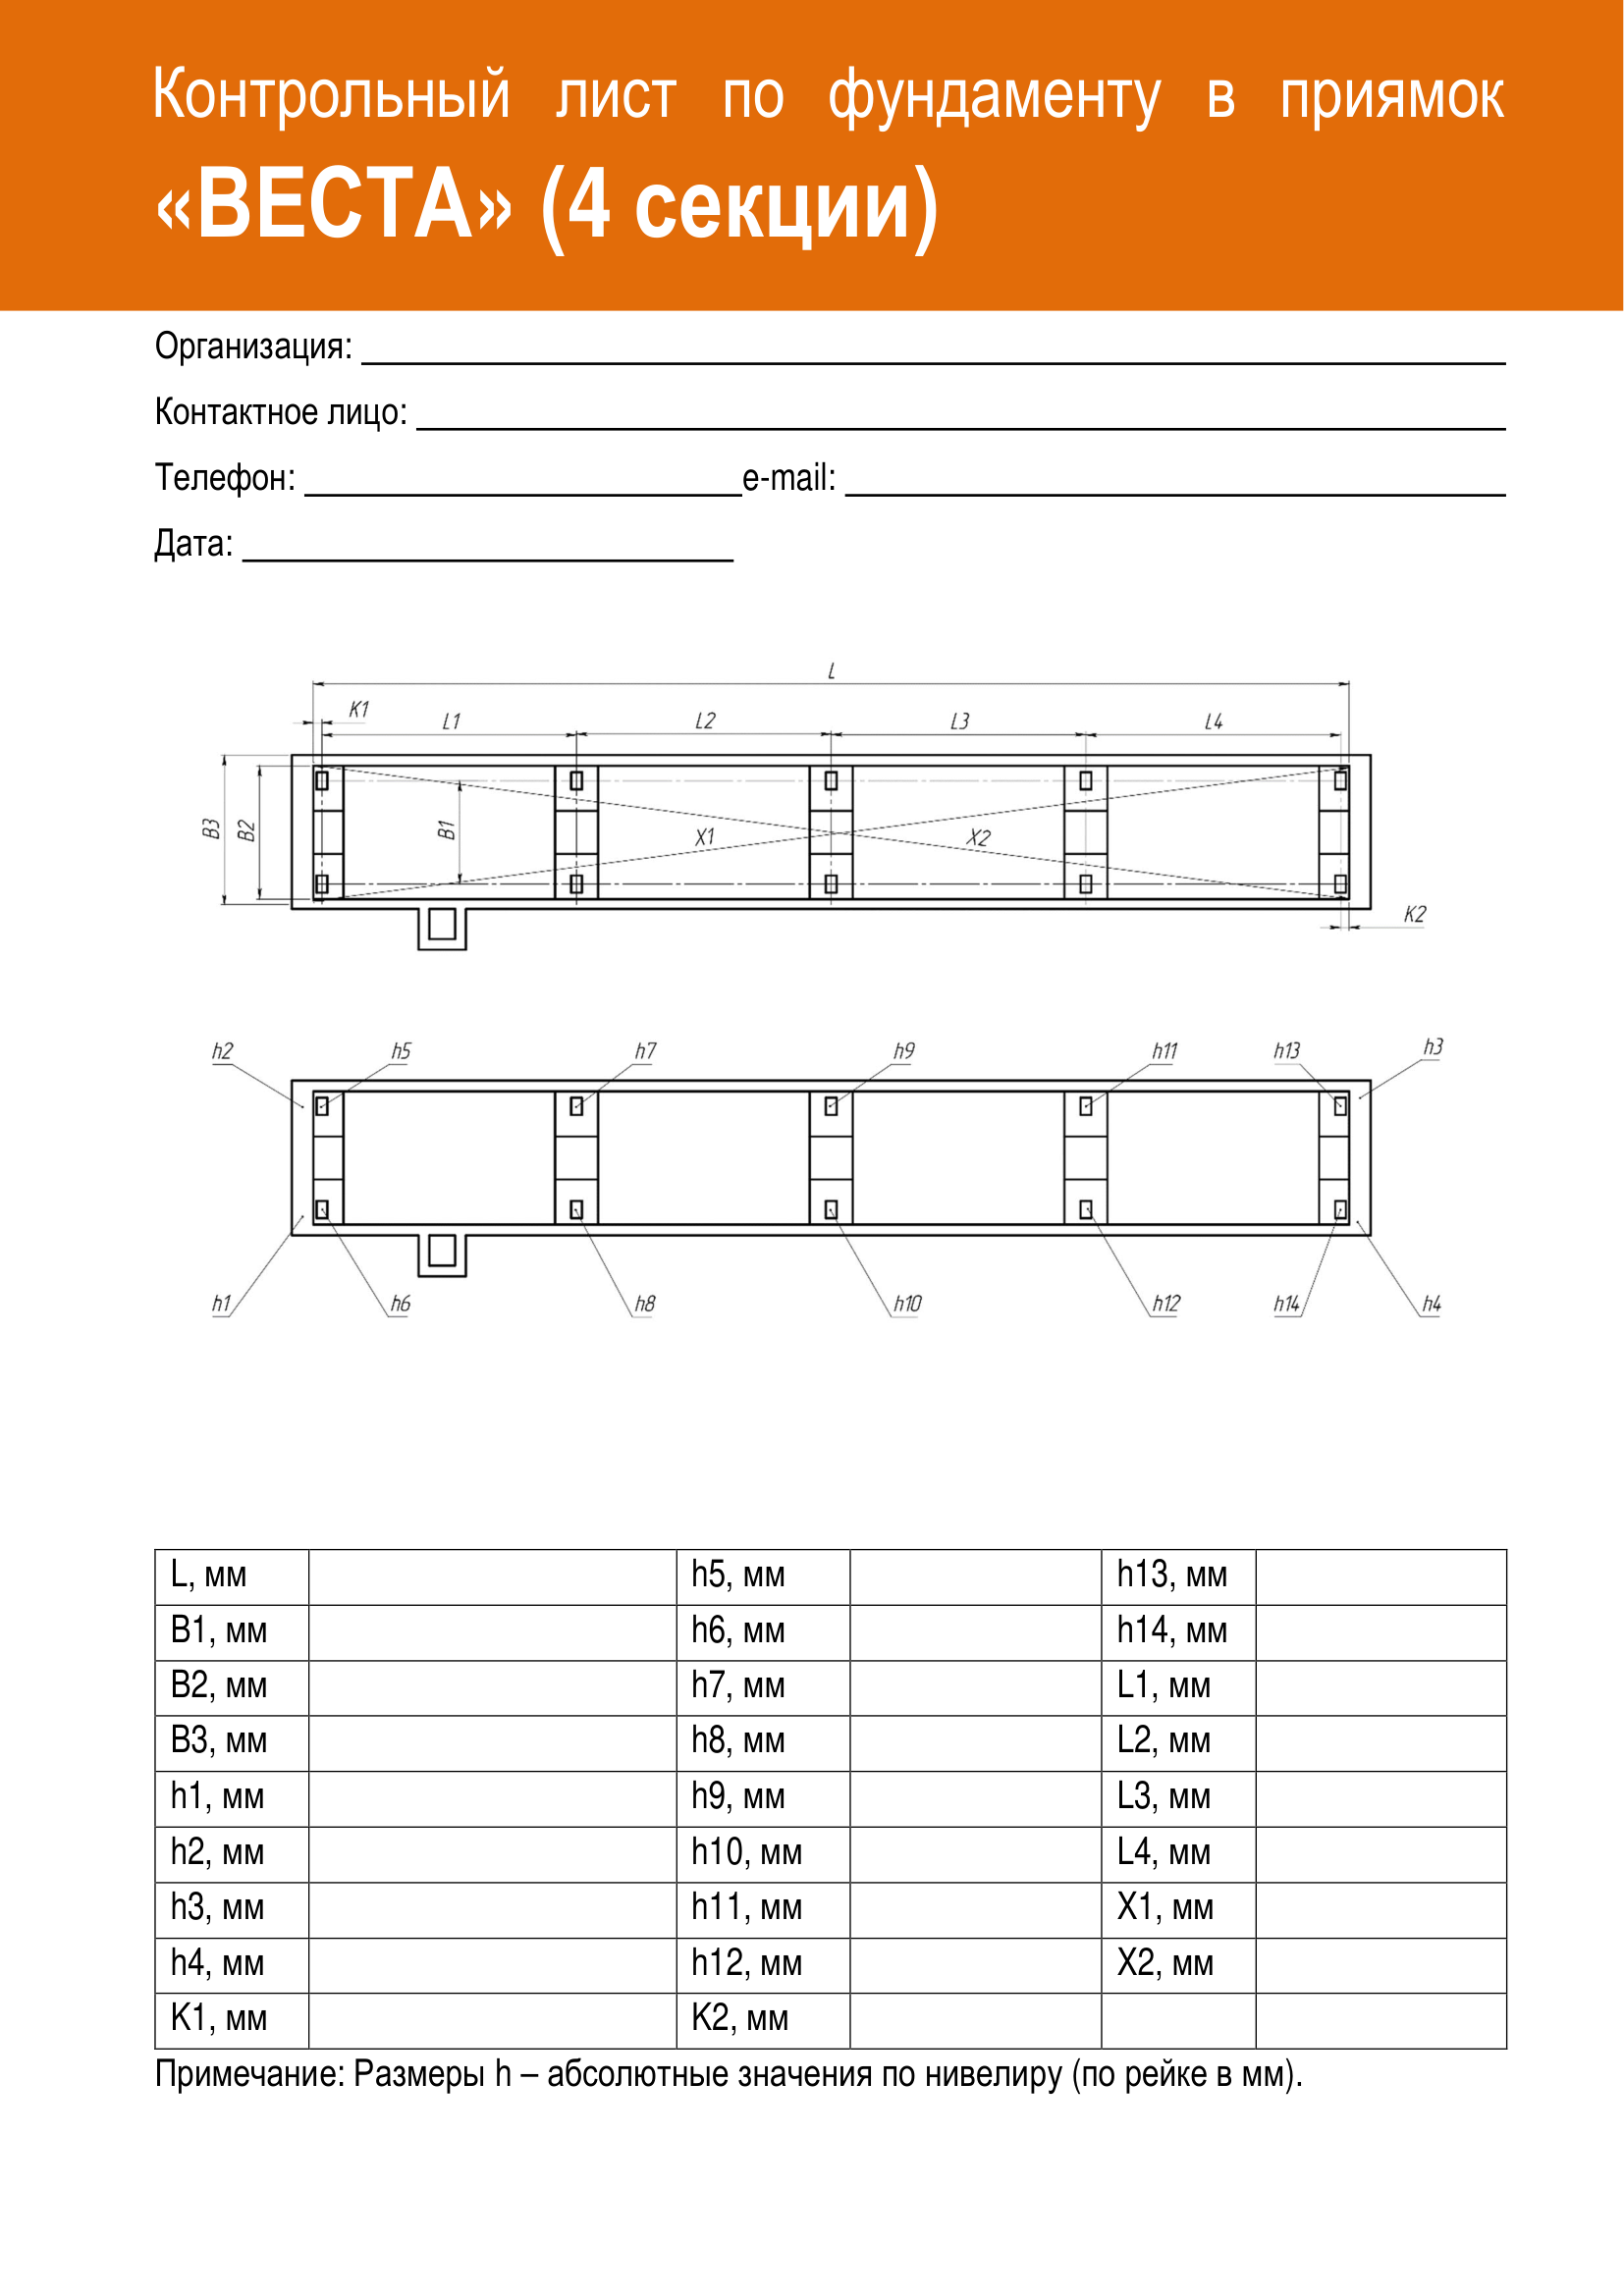 Контрольный лист по фундаменту в приямок
«ВЕСТА» (4 секции)
Организация:
Контактное лицо:
Телефон: e-mail:
Дата:
L
K1 L1 L2 L3 L4
B3 B2 B1 X1 X2
K2
h2 h5 h7 h9 h11 h13 h3
h1 h6 h8 h10 h12 h14 h4
L, мм h5, мм h13, мм
B1, мм h6, мм h14, мм
B2, мм h7, мм L1, мм
B3, мм h8, мм L2, мм
h1, мм h9, мм L3, мм
h2, мм h10, мм L4, мм
h3, мм h11, мм X1, мм
h4, мм h12, мм X2, мм
K1, мм K2, мм
Примечание: Размеры h – абсолютные значения по нивелиру (по рейке в мм).